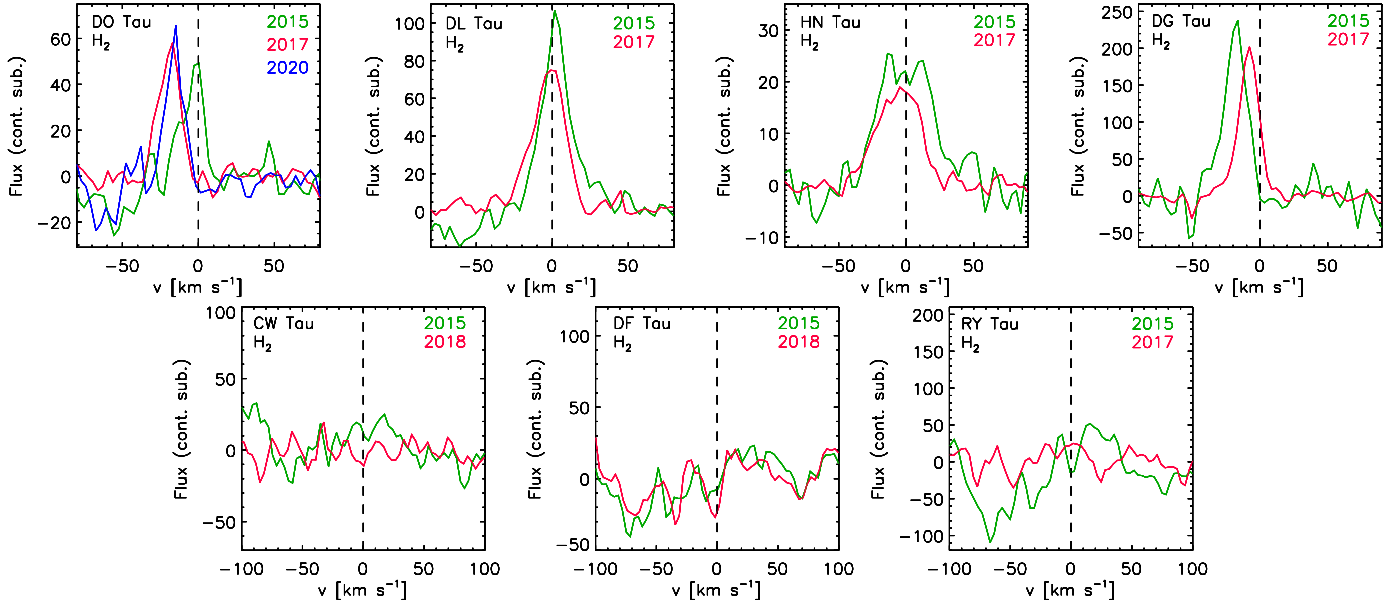 DO Tau 2015
H₂ 2017
2020
60
40
20
0
−20
Flux (cont. sub.)
−50 0 50
v [km s⁻¹]
DL Tau 2015
H₂ 2017
100
80
60
40
20
0
Flux (cont. sub.)
−50 0 50
v [km s⁻¹]
HN Tau 2015
H₂ 2017
30
20
10
0
−10
Flux (cont. sub.)
−50 0 50
v [km s⁻¹]
DG Tau 2015
H₂ 2017
250
200
150
100
50
0
−50
Flux (cont. sub.)
−50 0 50
v [km s⁻¹]
CW Tau 2015
H₂ 2018
100
50
0
−50
Flux (cont. sub.)
−100 −50 0 50 100
v [km s⁻¹]
DF Tau 2015
H₂ 2018
100
50
0
−50
Flux (cont. sub.)
−100 −50 0 50 100
v [km s⁻¹]
RY Tau 2015
H₂ 2017
200
150
100
50
0
−50
−100
Flux (cont. sub.)
−100 −50 0 50 100
v [km s⁻¹]